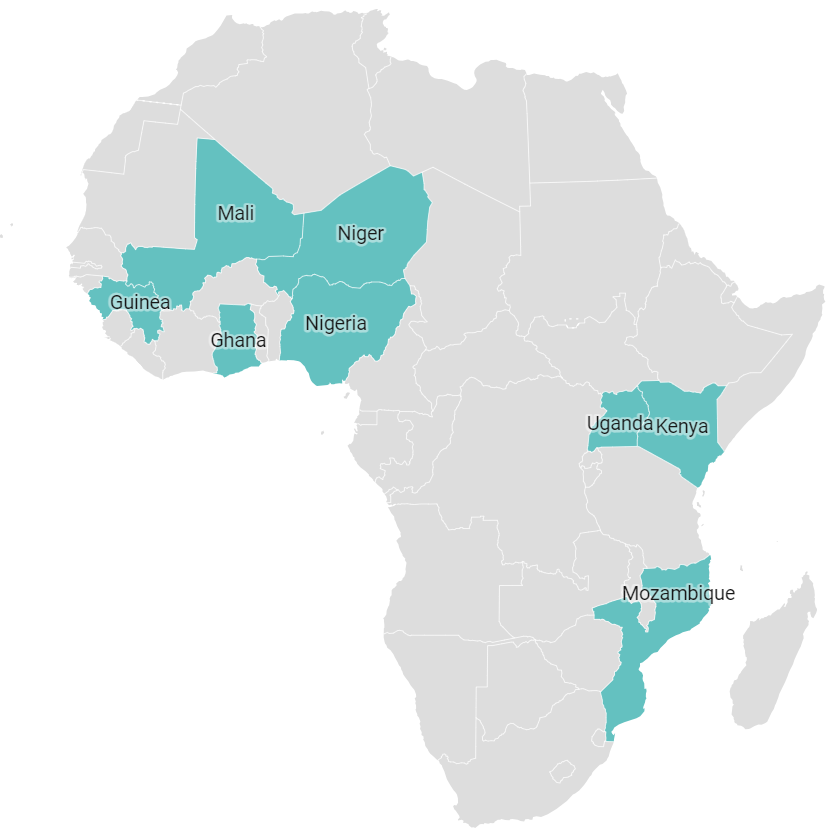 Mali
Niger
Guinea
Nigeria
Ghana
Uganda
Kenya
Mozambique